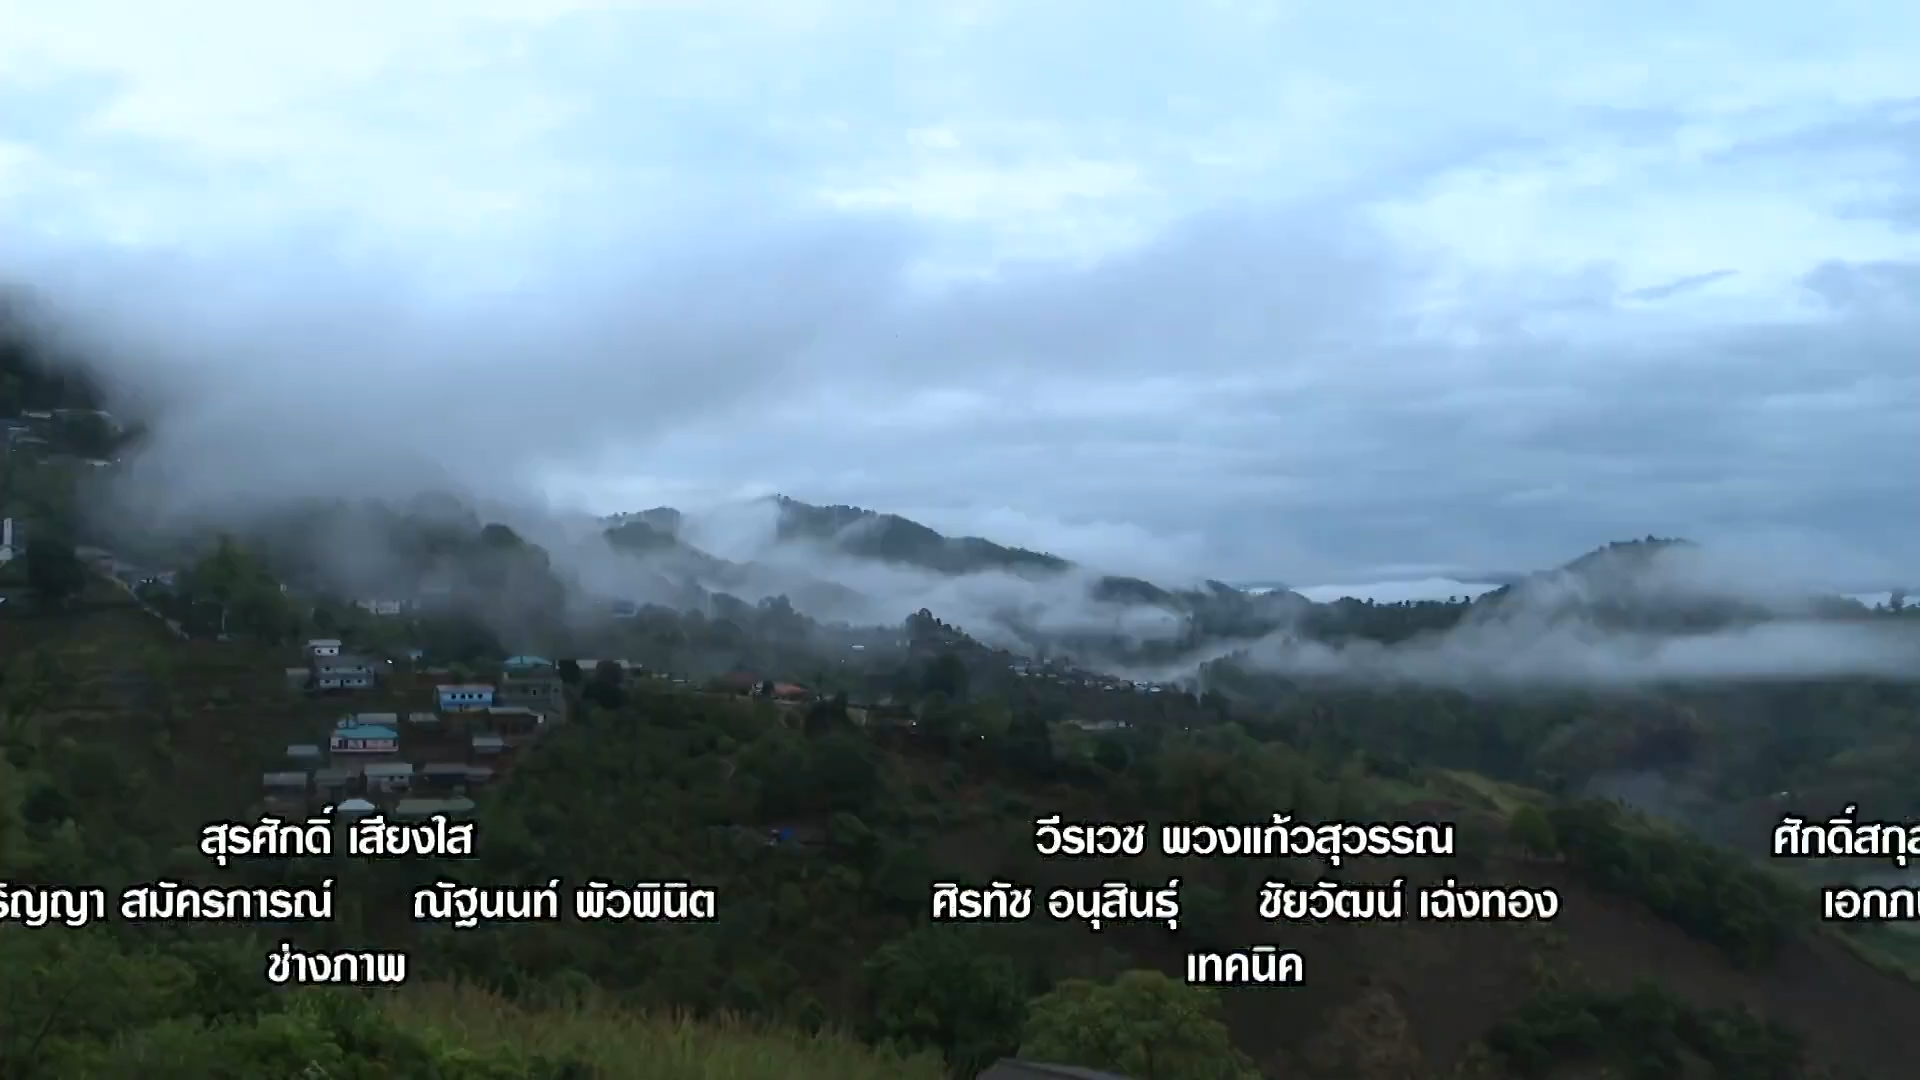 สุรศักดิ์ เสียงใส
สมัครการณ์ ณัฐนนท์ พัวพินิต
ช่างภาพ
วีรเวช พวงแก้วสุวรรณ
ศิรทัช อนุสินธุ์ ชัยวัฒน์ เฉ่งทอง
เทคนิค